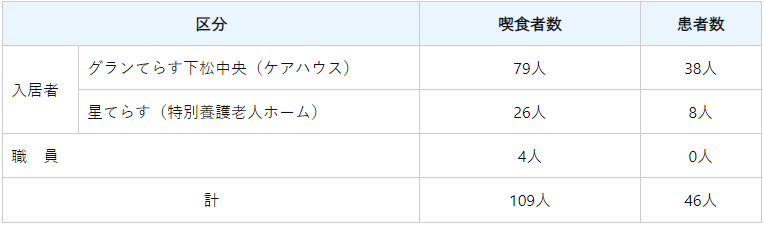 区分 喫食者数 患者数
入居者 グランてらす下松中央（ケアハウス） 79人 38人
星てらす（特別養護老人ホーム） 26人 8人
職　員 4人 0人
計 109人 46人